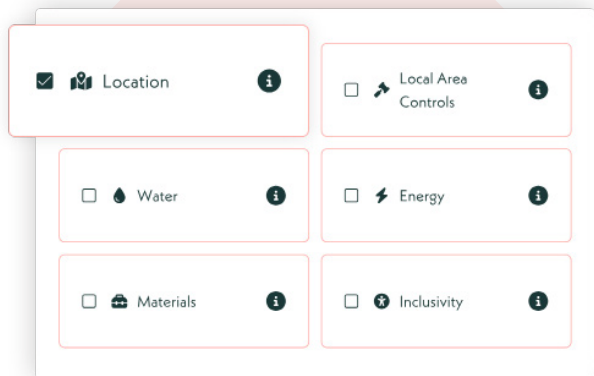 Location
Local Area
Controls
Water
Energy
Materials
Inclusivity